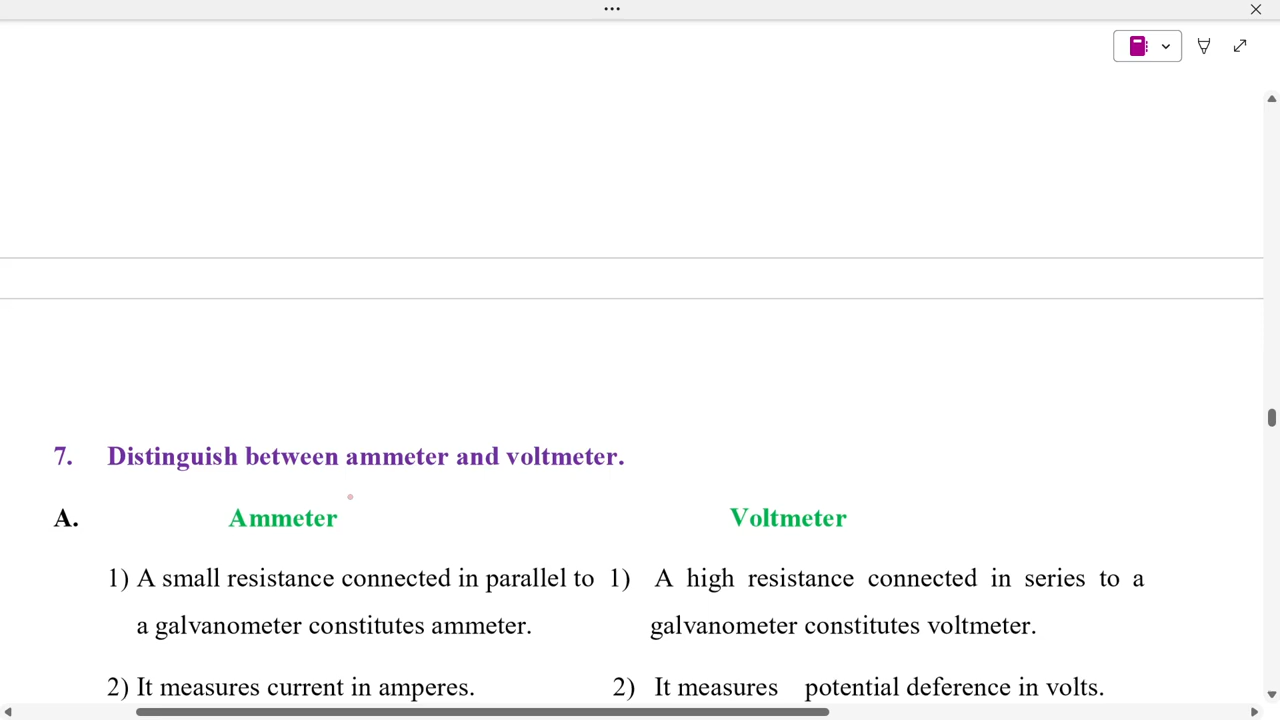 7. Distinguish between ammeter and voltmeter.
A. Ammeter Voltmeter
1) A small resistance connected in parallel to 1) A high resistance connected in series to a
a galvanometer constitutes ammeter. galvanometer constitutes voltmeter.
2) It measures current in amperes. 2) It measures potential deference in volts.